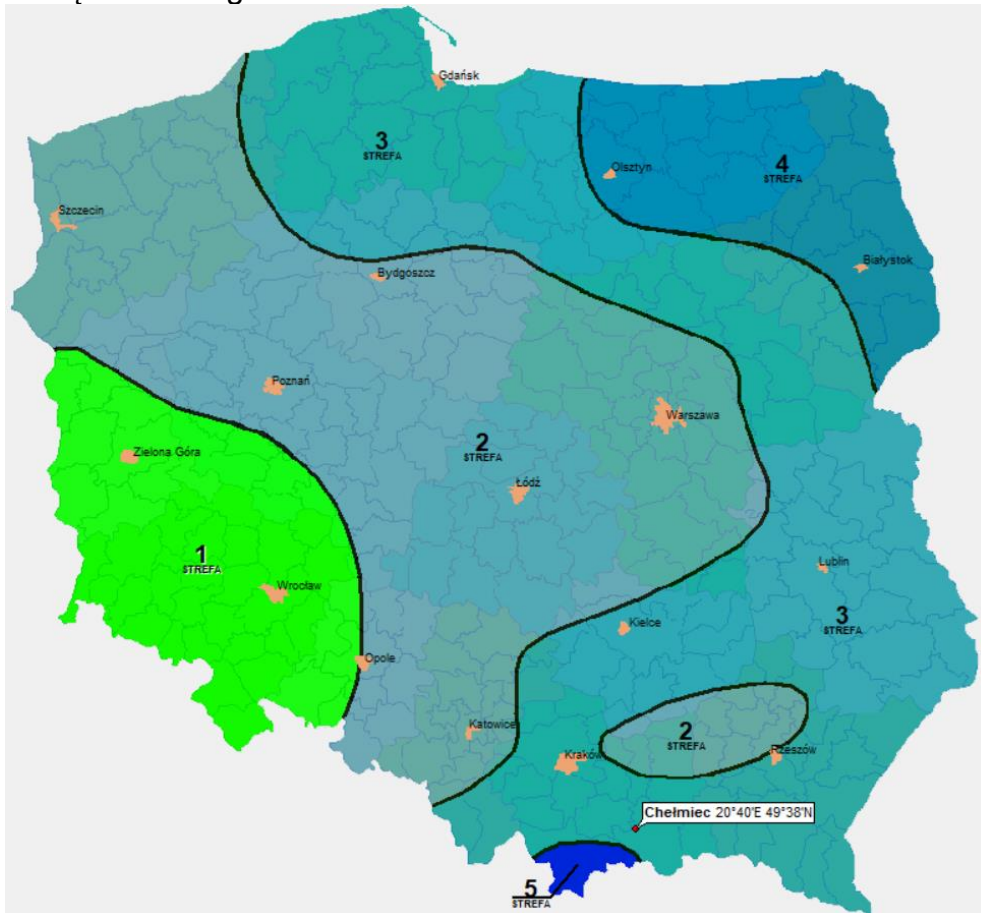 Gdańsk
3
STREFA
Olsztyn
4
STREFA
Szczecin
Białystok
Bydgoszcz
Poznań
Warszawa
Zielona Góra
2
STREFA
Łódź
1
STREFA
Wrocław
Lublin
3
STREFA
Kielce
Opole
Katowice
2
STREFA
Kraków
Rzeszów
Chełmiec 20°40'E 49°38'N
5
STREFA